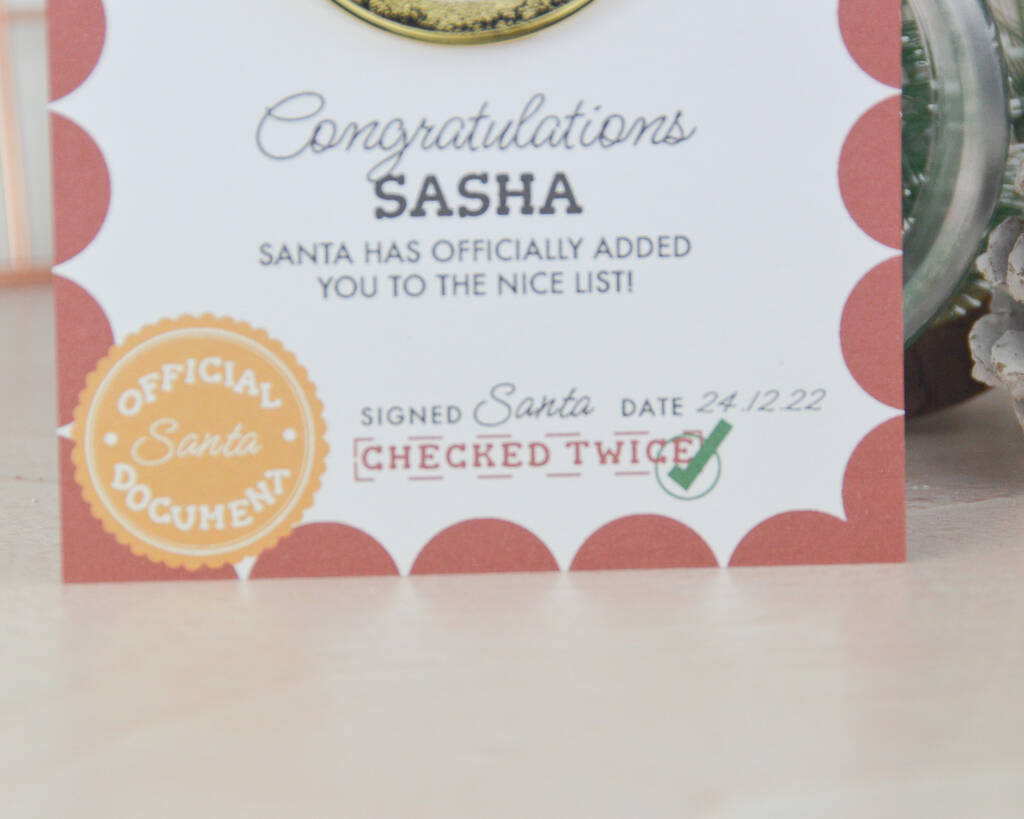 Congratulations
SASHA
SANTA HAS OFFICIALLY ADDED
YOU TO THE NICE LIST!
OFFICIAL
Santa
DOCUMENT
SIGNED Santa DATE 24.12.22
CHECKED TWICE